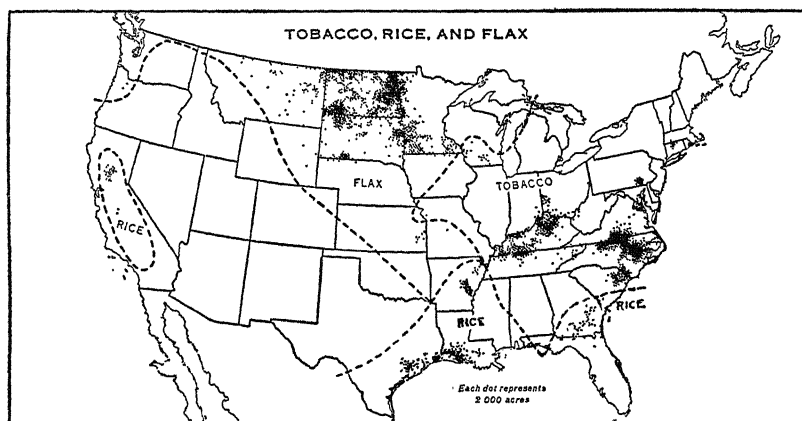 TOBACCO, RICE, AND FLAX
FLAX
TOBACCO
RICE
RICE
RICE
Each dot represents
2 000 acres